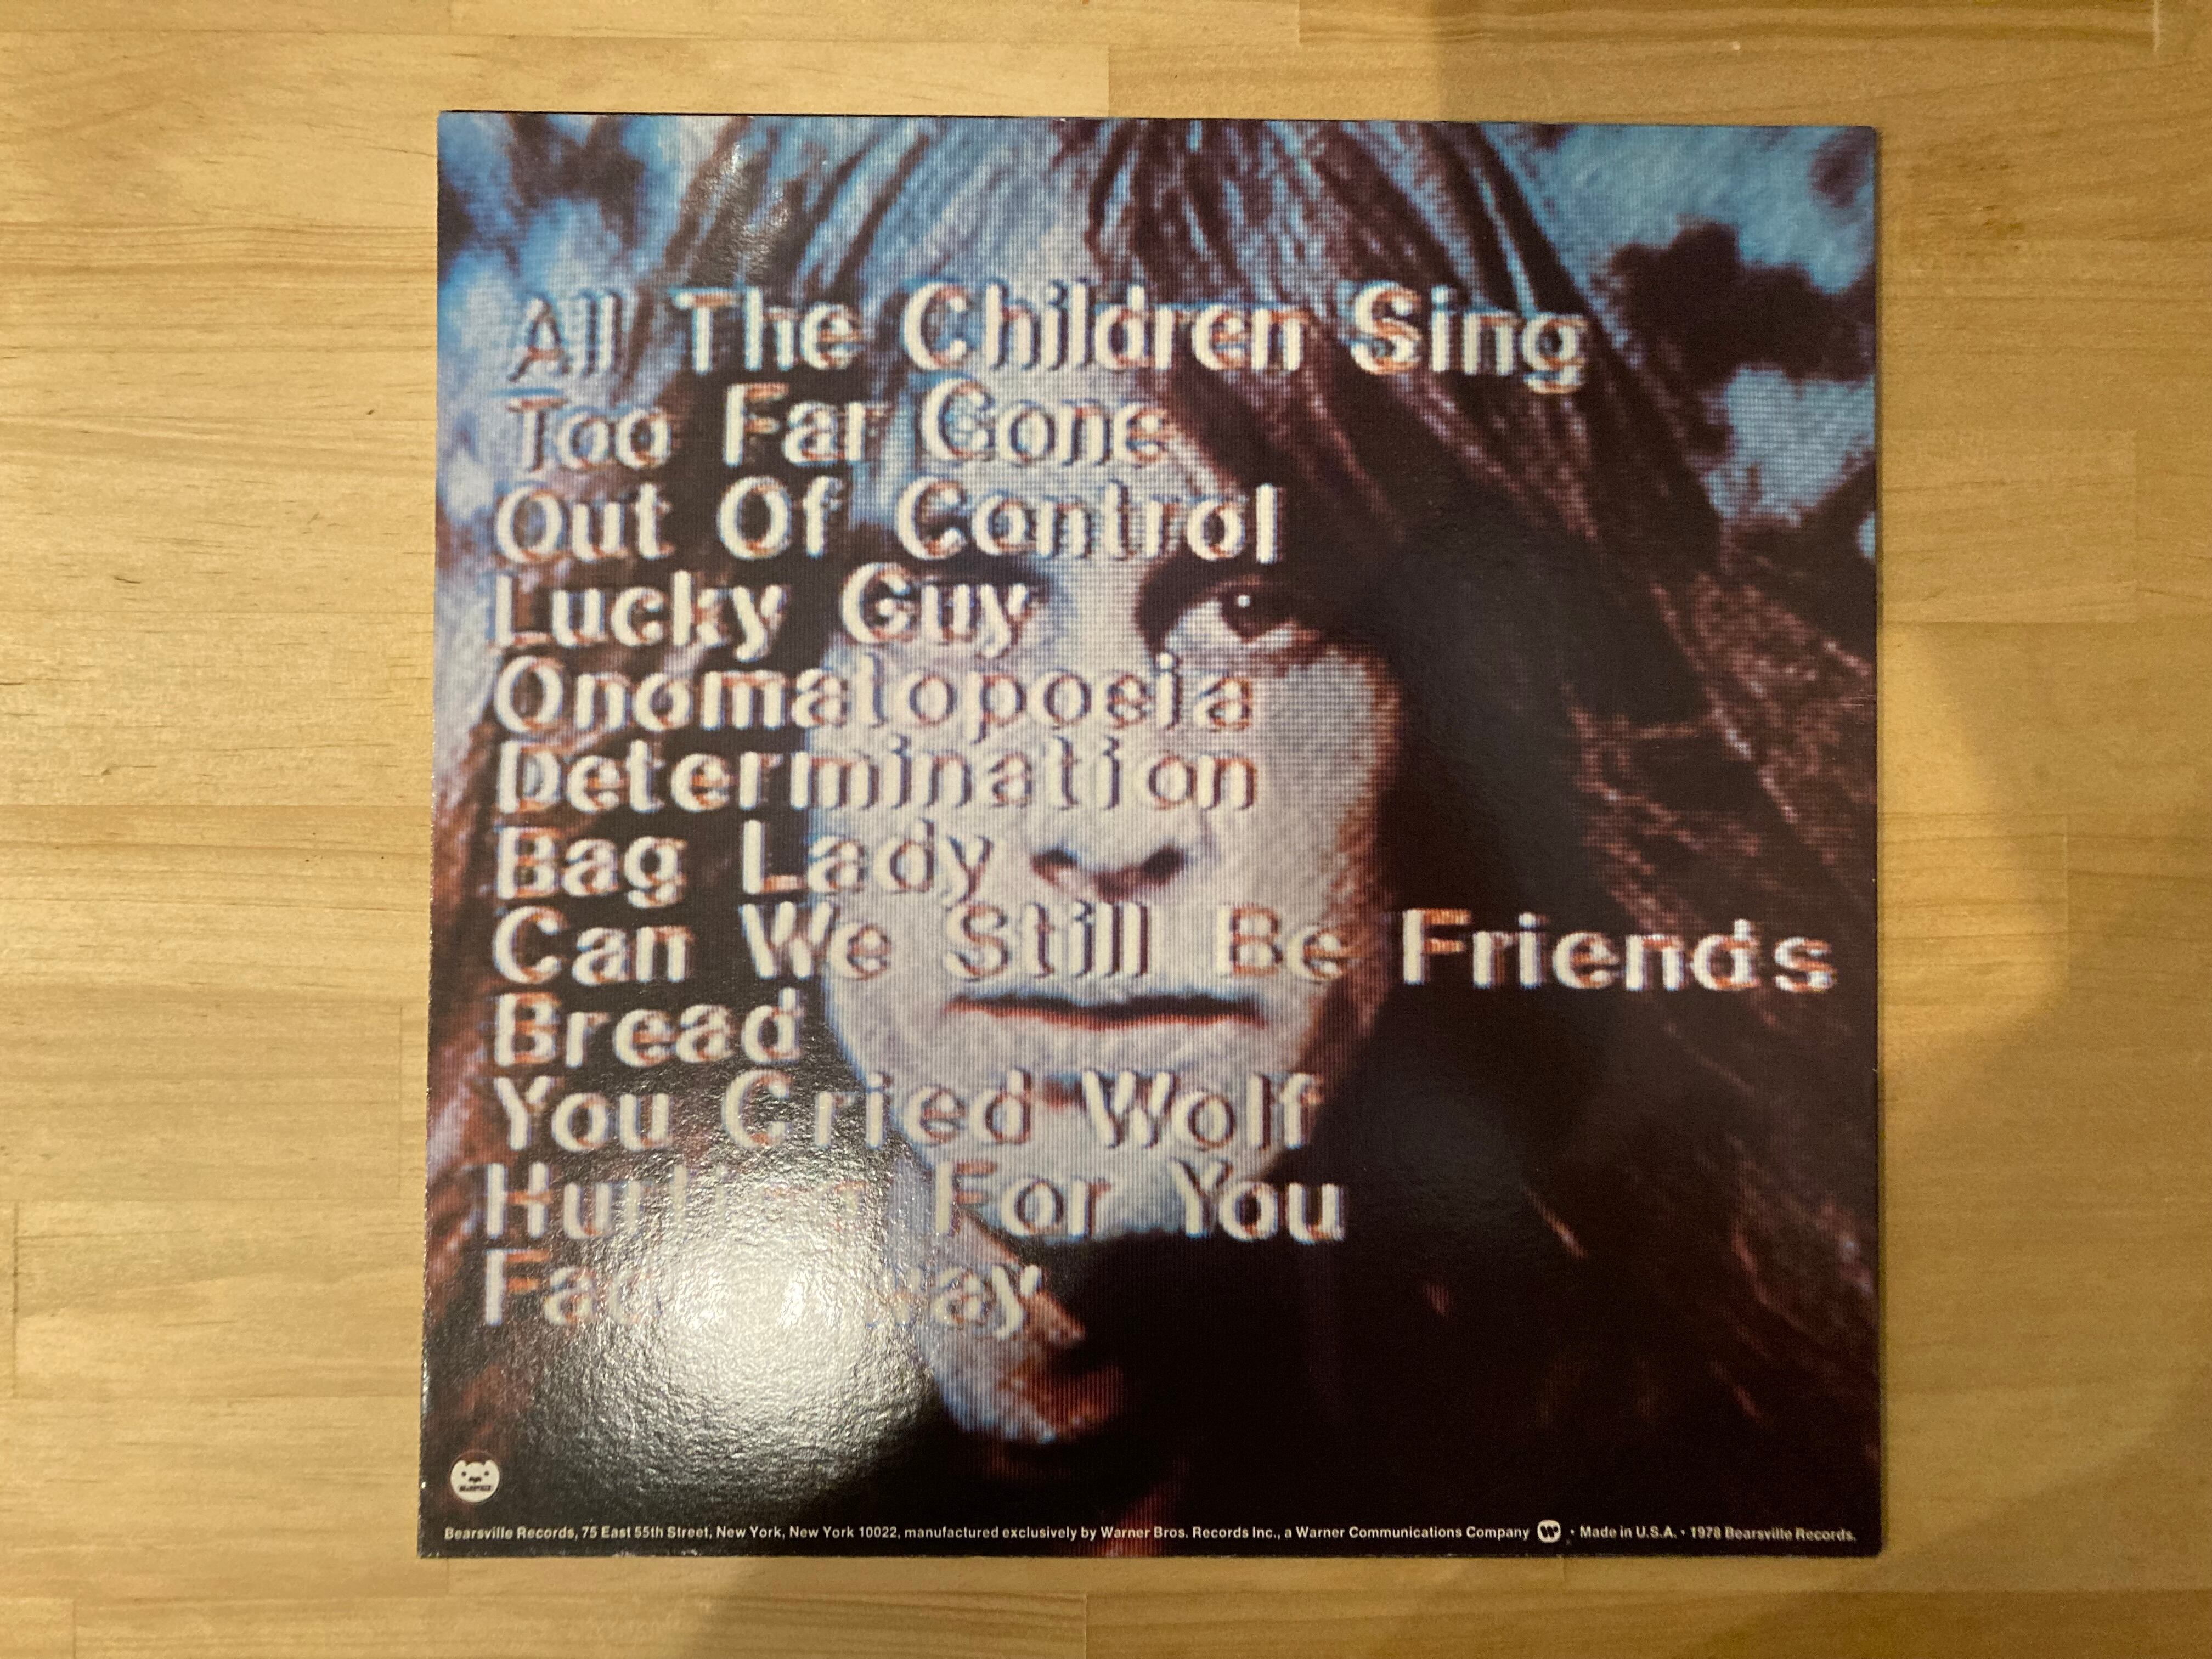 All The Children Sing
Too Far Gone
Out Of Control
Lucky Guy
Onomatopoeia
Determination
Bag Lady
Can We Still Be Friends
Bread
You Cried Wolf
For You
Bearsville Records, 75 East 55th Street, New York, New York 10022, manufactured exclusively by Warner Bros. Records Inc., a Warner Communications Company W • Made in U.S.A. • 1978 Bearsville Records.